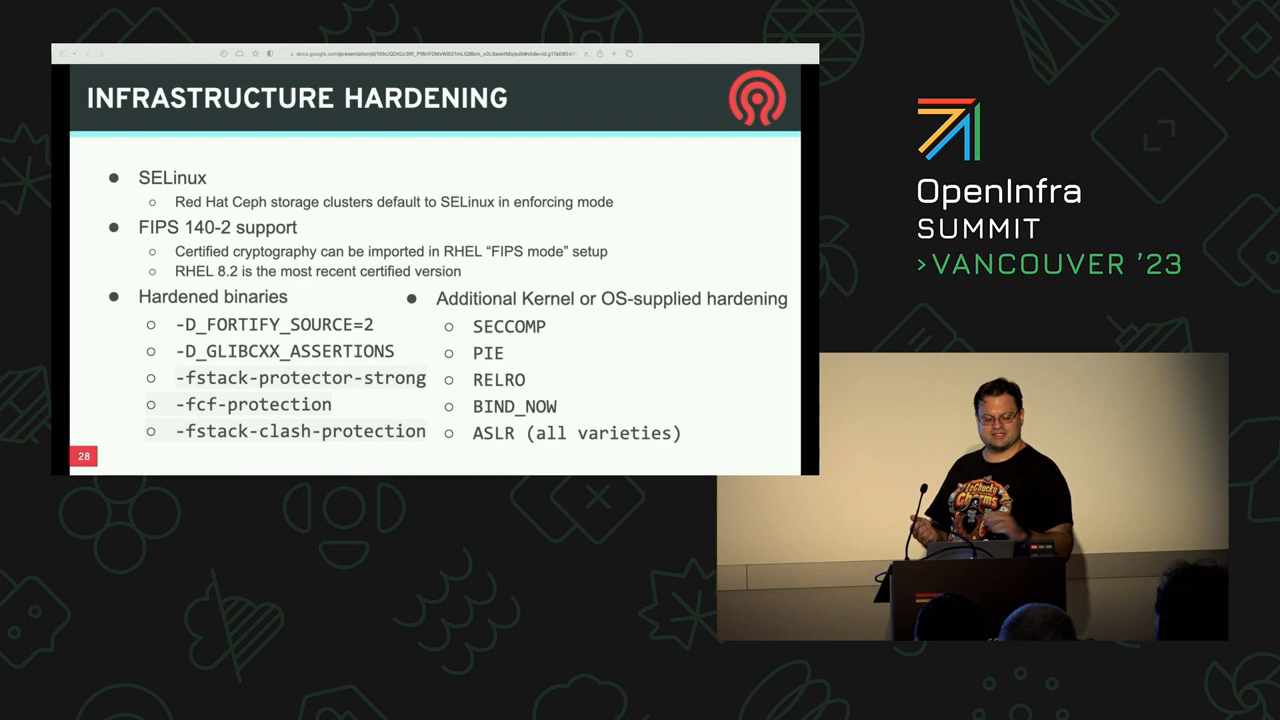 INFRASTRUCTURE HARDENING
● SELinux
○ Red Hat Ceph storage clusters default to SELinux in enforcing mode
● FIPS 140-2 support
○ Certified cryptography can be imported in RHEL “FIPS mode” setup
○ RHEL 8.2 is the most recent certified version
● Hardened binaries
○ -D_FORTIFY_SOURCE=2
○ -D_GLIBCXX_ASSERTIONS
○ -fstack-protector-strong
○ -fcf-protection
○ -fstack-clash-protection
● Additional Kernel or OS-supplied hardening
○ SECCOMP
○ PIE
○ RELRO
○ BIND_NOW
○ ASLR (all varieties)
28
OpenInfra
SUMMIT
>VANCOUVER ’23
LeChuck
Charms